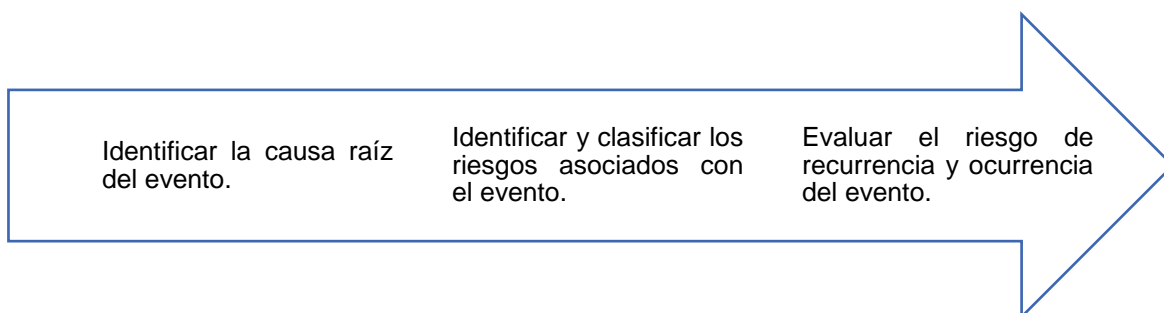 Identificar la causa raíz
del evento.
Identificar y clasificar los
riesgos asociados con
el evento.
Evaluar el riesgo de
recurrencia y ocurrencia
del evento.